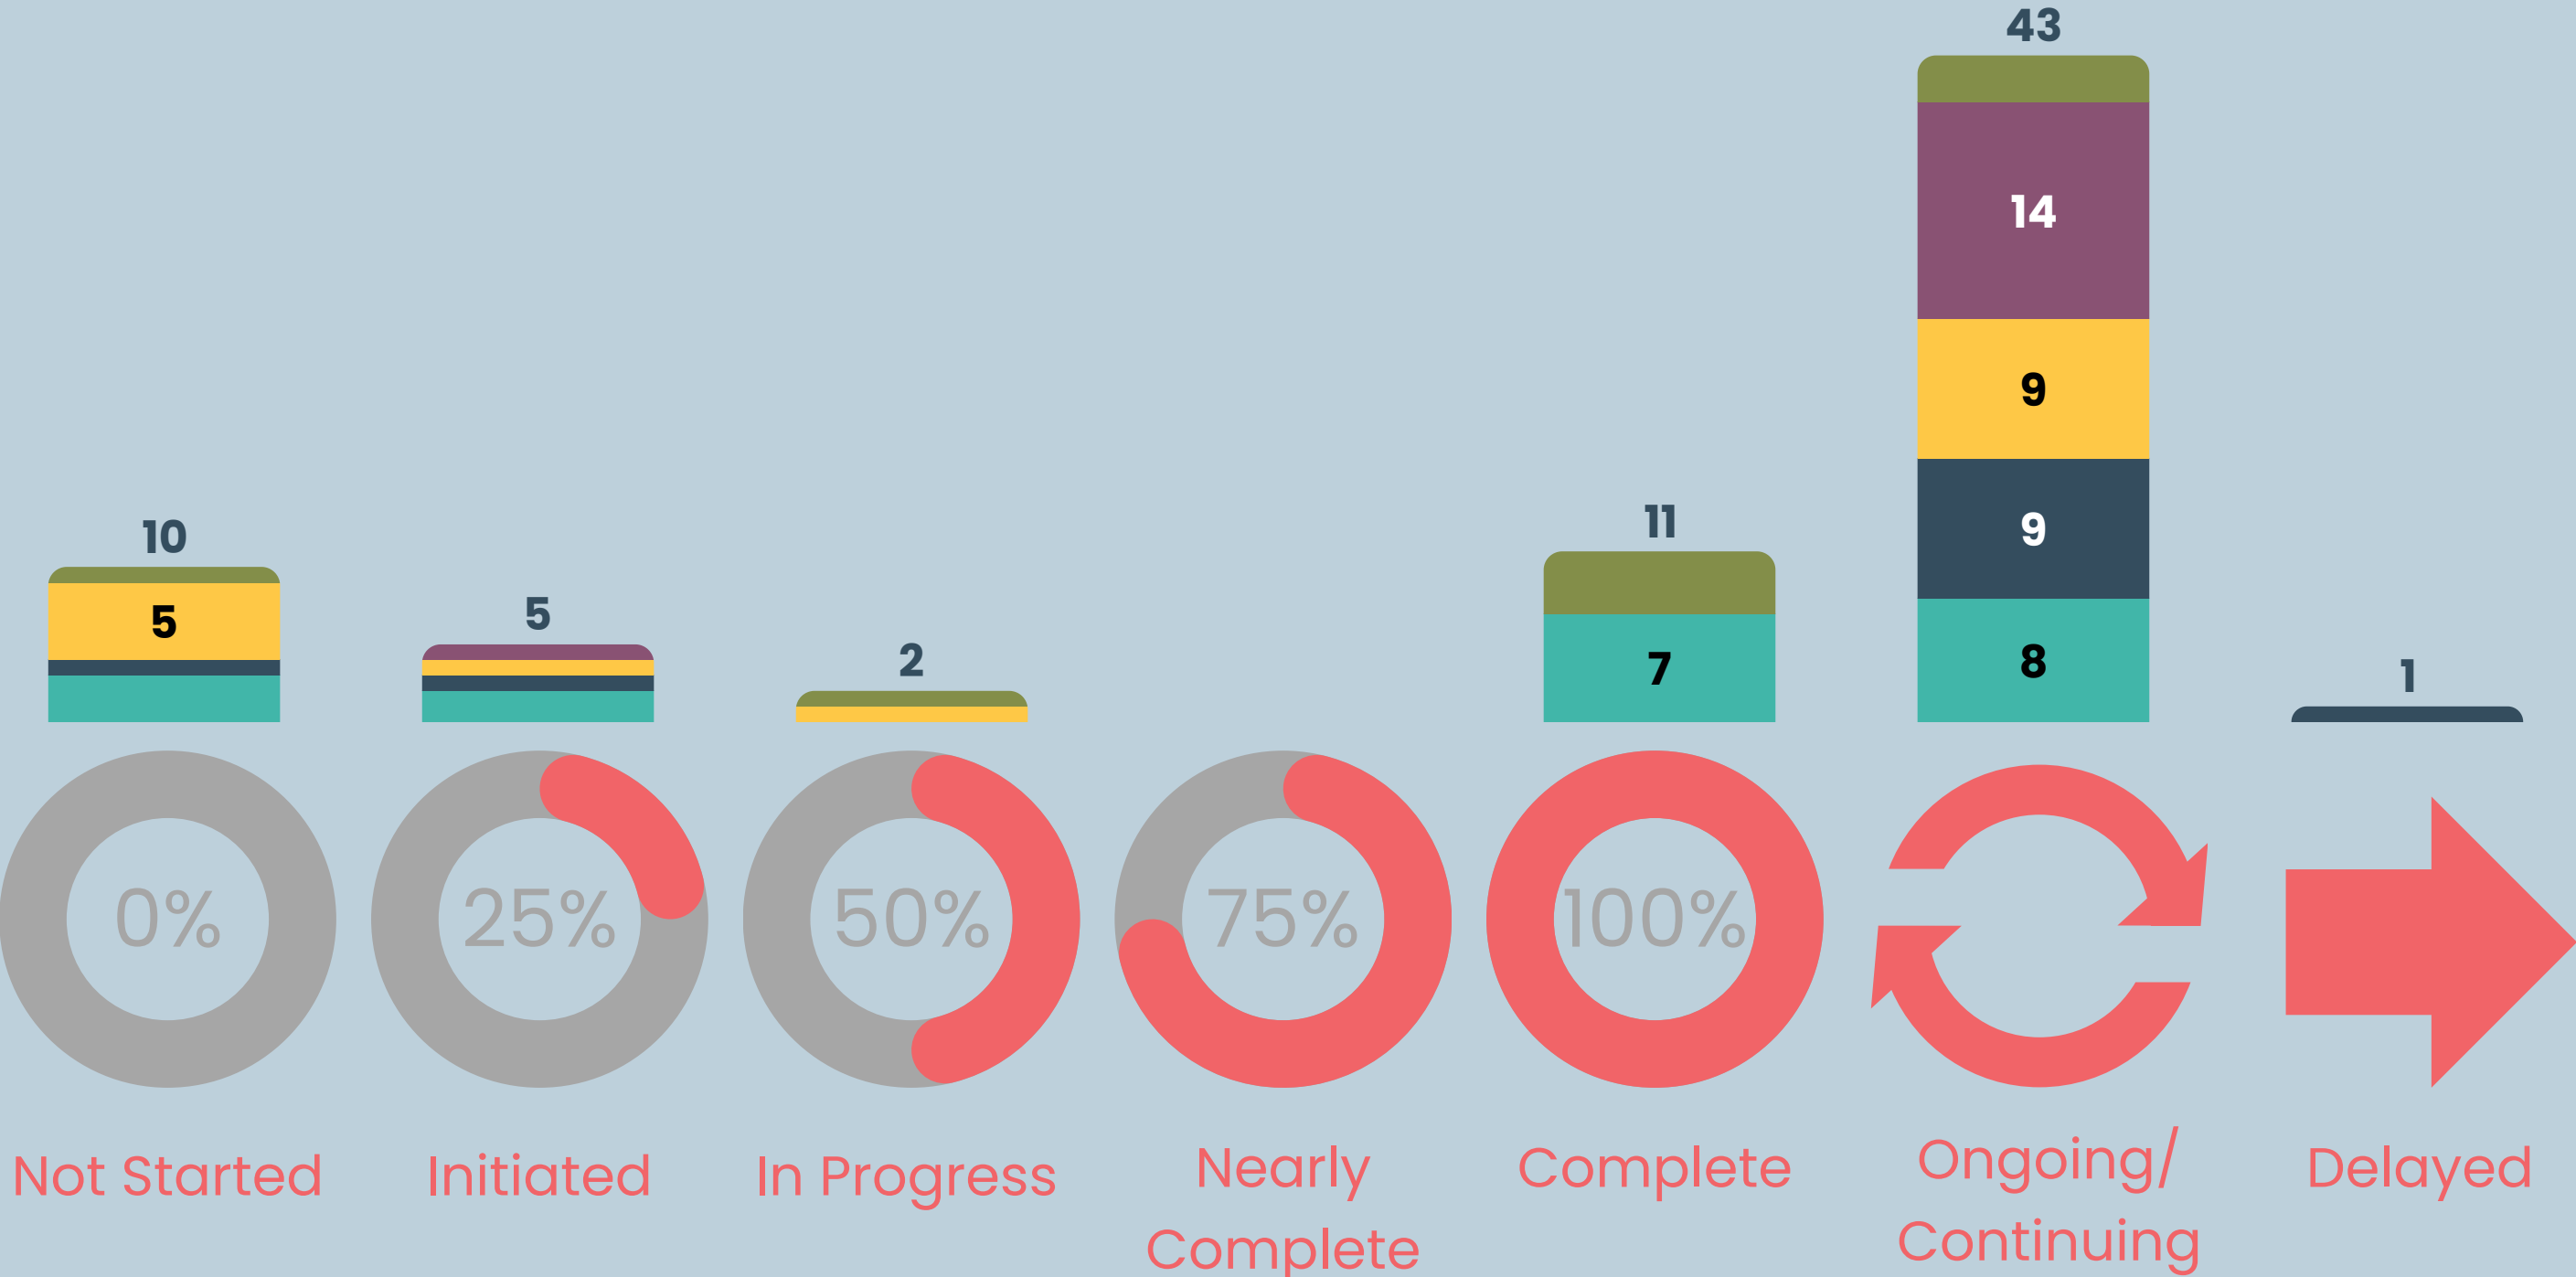 43
14
9
9
8
10
5
5
2
11
7
1
0%
25%
50%
75%
100%
Not Started
Initiated
In Progress
Nearly
Complete
Complete
Ongoing/
Continuing
Delayed